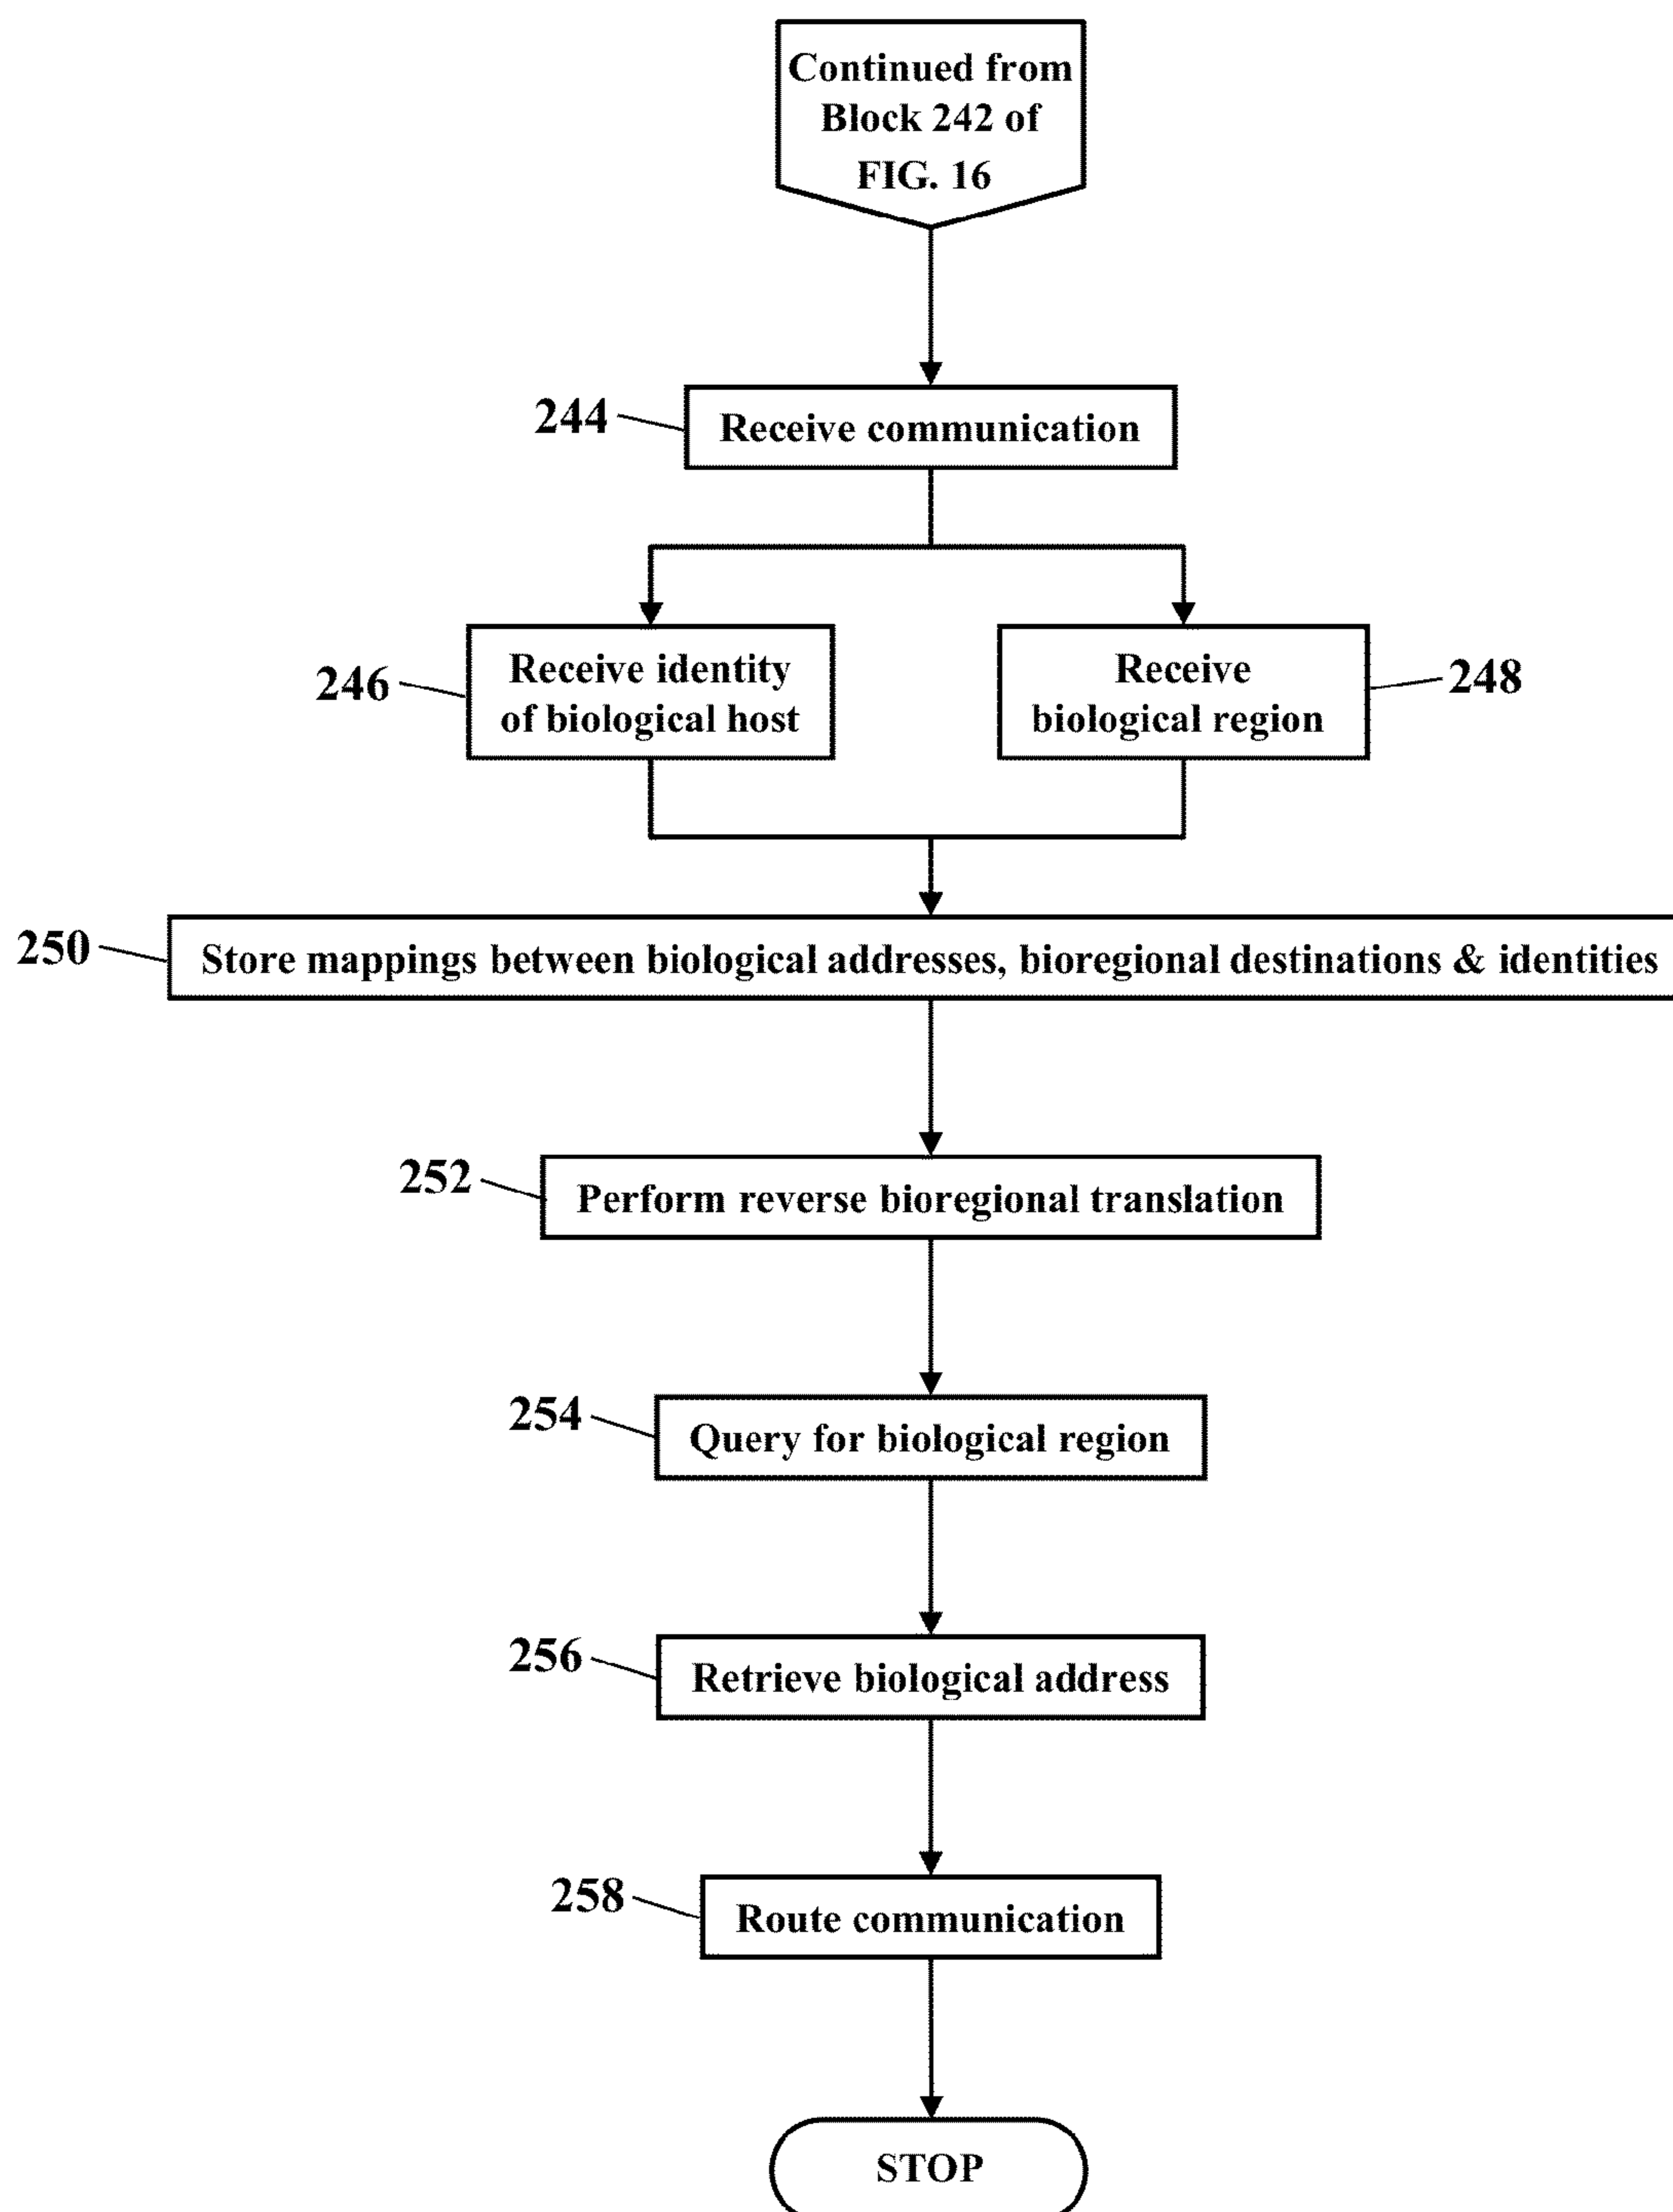 Continued from
Block 242 of
FIG. 16
244
Receive communication
246
Receive identity
of biological host
Receive
biological region
248
250
Store mappings between biological addresses, bioregional destinations & identities
252
Perform reverse bioregional translation
254
Query for biological region
256
Retrieve biological address
258
Route communication
STOP